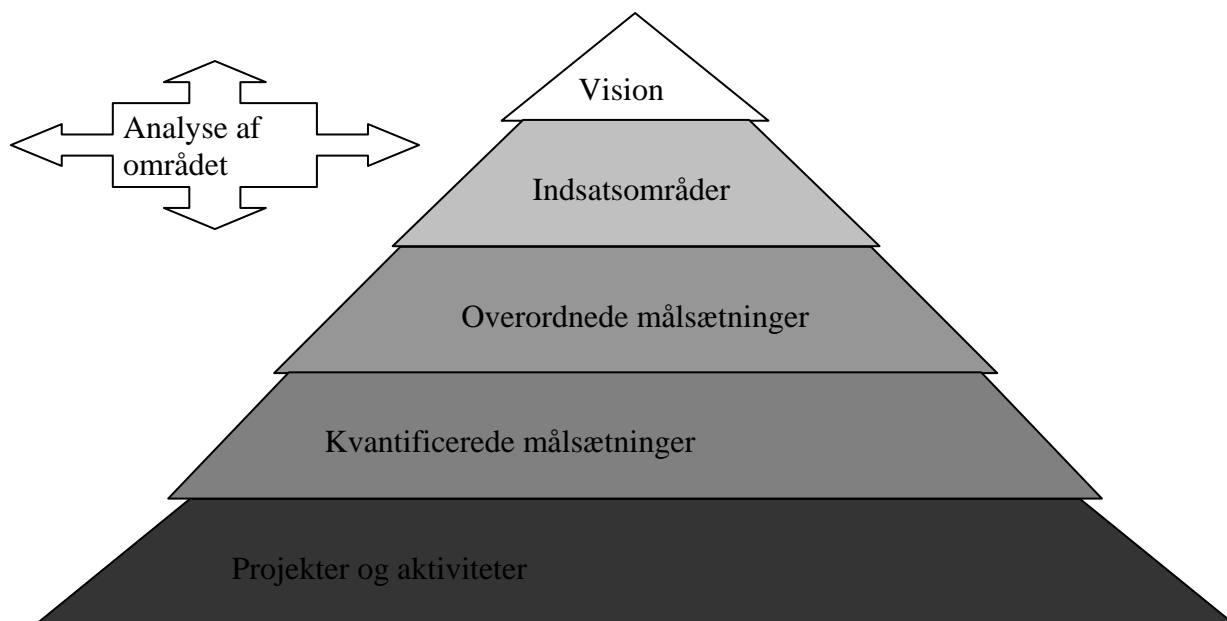 Vision
Analyse af
området
Indsatsområder
Overordnede målsætninger
Kvantificerede målsætninger
Projekter og aktiviteter